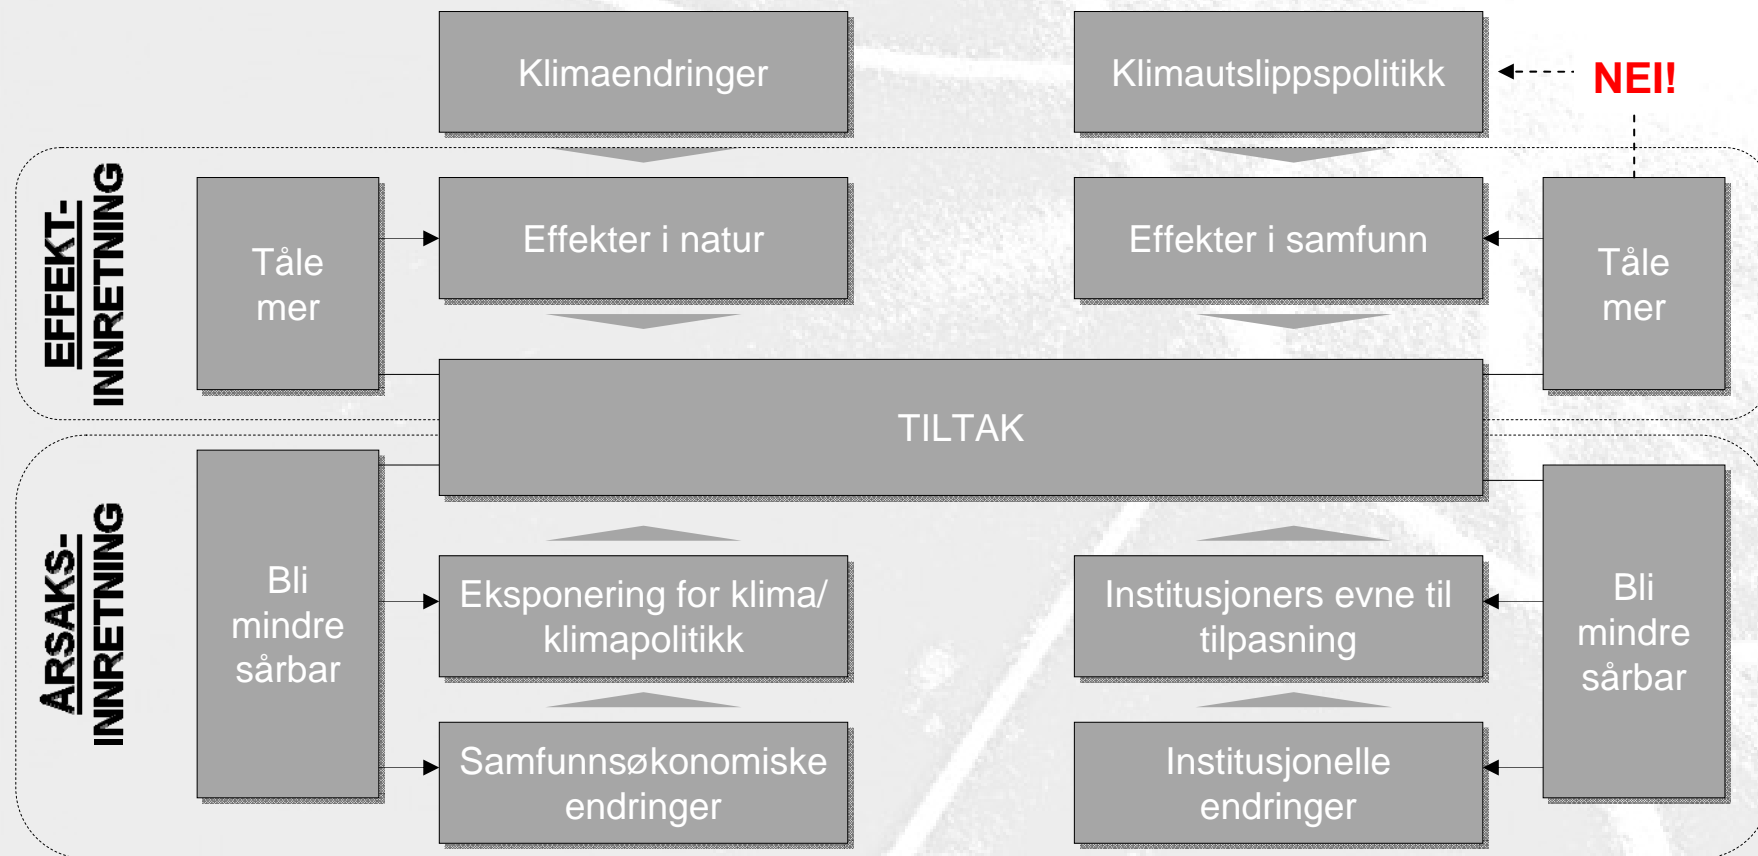 Klimaendringer
Klimautslippspolitikk
NEI!
EFFEKT-
INNRETNING
Tåle
mer
Effekter i natur
Effekter i samfunn
Tåle
mer
TILTAK
ÅRSAKS-
INNRETNING
Bli
mindre
sårbar
Eksponering for klima/
klimapolitikk
Institusjoners evne til
tilpasning
Bli
mindre
sårbar
Samfunnsøkonomiske
endringer
Institusjonelle
endringer